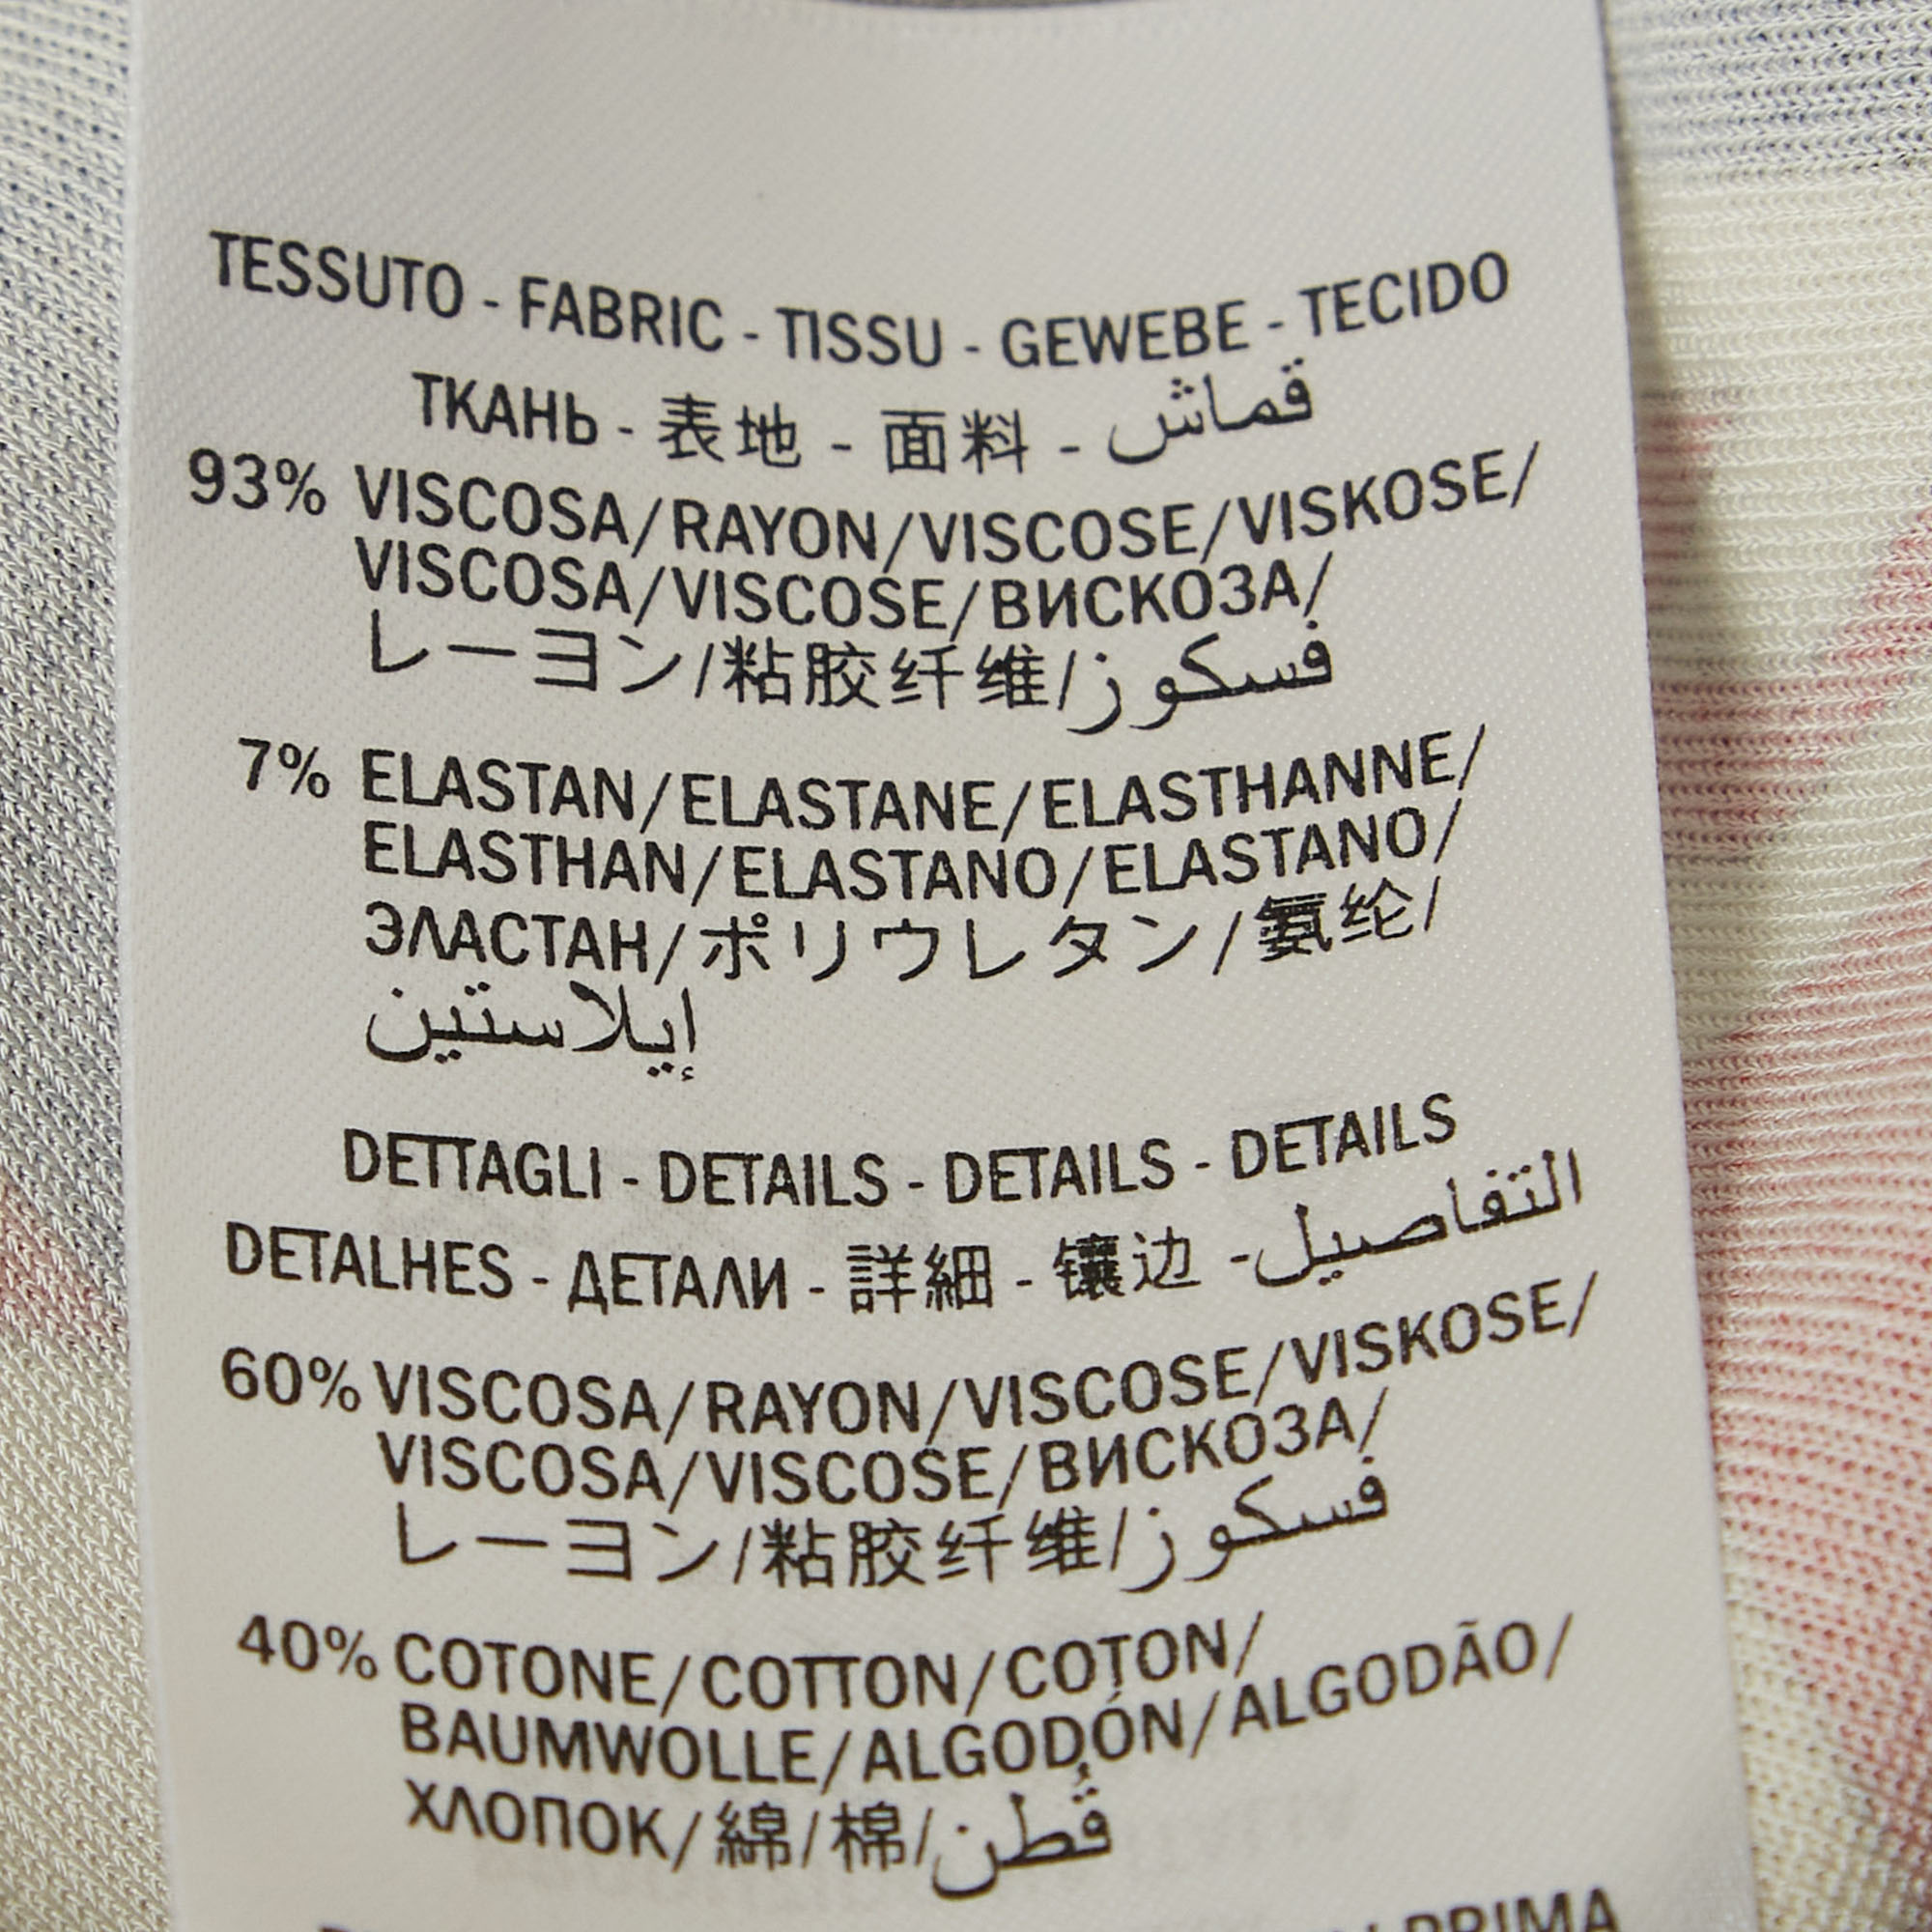 TESSUTO - FABRIC - TISSU - GEWEBE - TECIDO
ТКАНЬ - 表地 - 面料 - قماش
93% VISCOSA/RAYON/VISCOSE/VISKOSE/
VISCOSA/VISCOSE/ВИСКОЗА/
レーヨン/粘胶纤维/فسكوز
7% ELASTAN/ELASTANE/ELASTHANNE/
ELASTHAN/ELASTANO/ELASTANO/
ЭЛАСТАН/ポリウレタン/氨纶/
إيلاستين
DETTAGLI - DETAILS - DETAILS - DETAILS
DETALHES - ДЕТАЛИ - 詳細 - 镶边 - التفاصيل
60% VISCOSA/RAYON/VISCOSE/VISKOSE/
VISCOSA/VISCOSE/ВИСКОЗА/
レーヨン/粘胶纤维/فسكوز
40% COTONE/COTTON/COTON/
BAUMWOLLE/ALGODÓN/ALGODÃO/
ХЛОПОК/綿/棉/قُطن
PRIMA